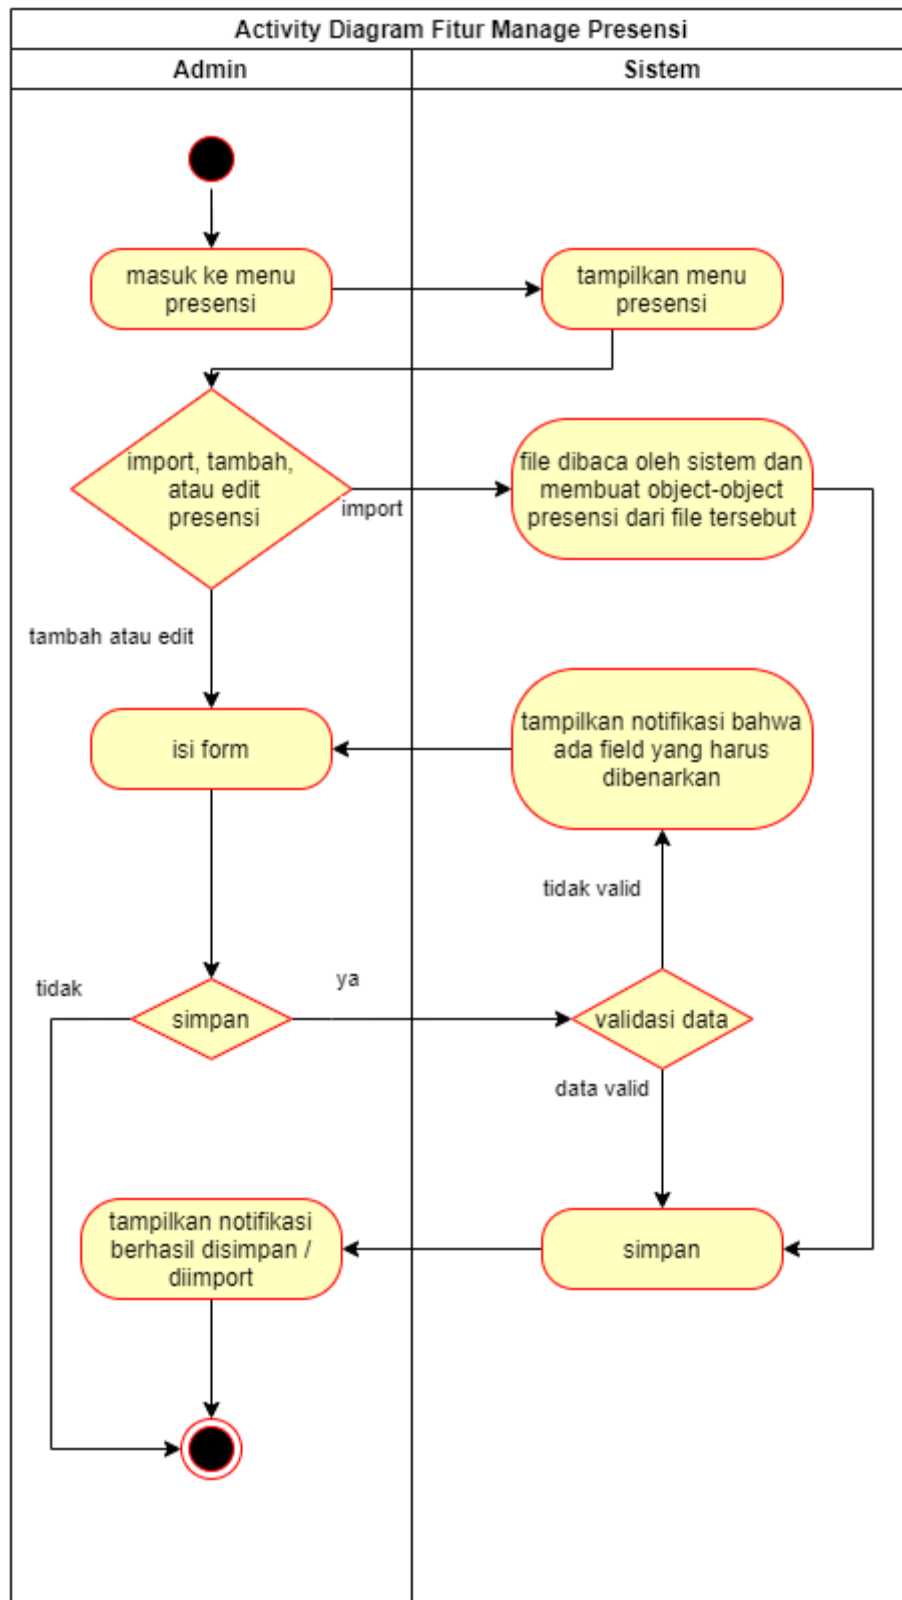 Activity Diagram Fitur Manage Presensi
Admin
Sistem
masuk ke menu
presensi
tampilkan menu
presensi
import, tambah,
atau edit
presensi
import
file dibaca oleh sistem dan
membuat object-object
presensi dari file tersebut
tambah atau edit
isi form
tampilkan notifikasi bahwa
ada field yang harus
dibenarkan
tidak valid
tidak
ya
simpan
validasi data
data valid
tampilkan notifikasi
berhasil disimpan /
diimport
simpan